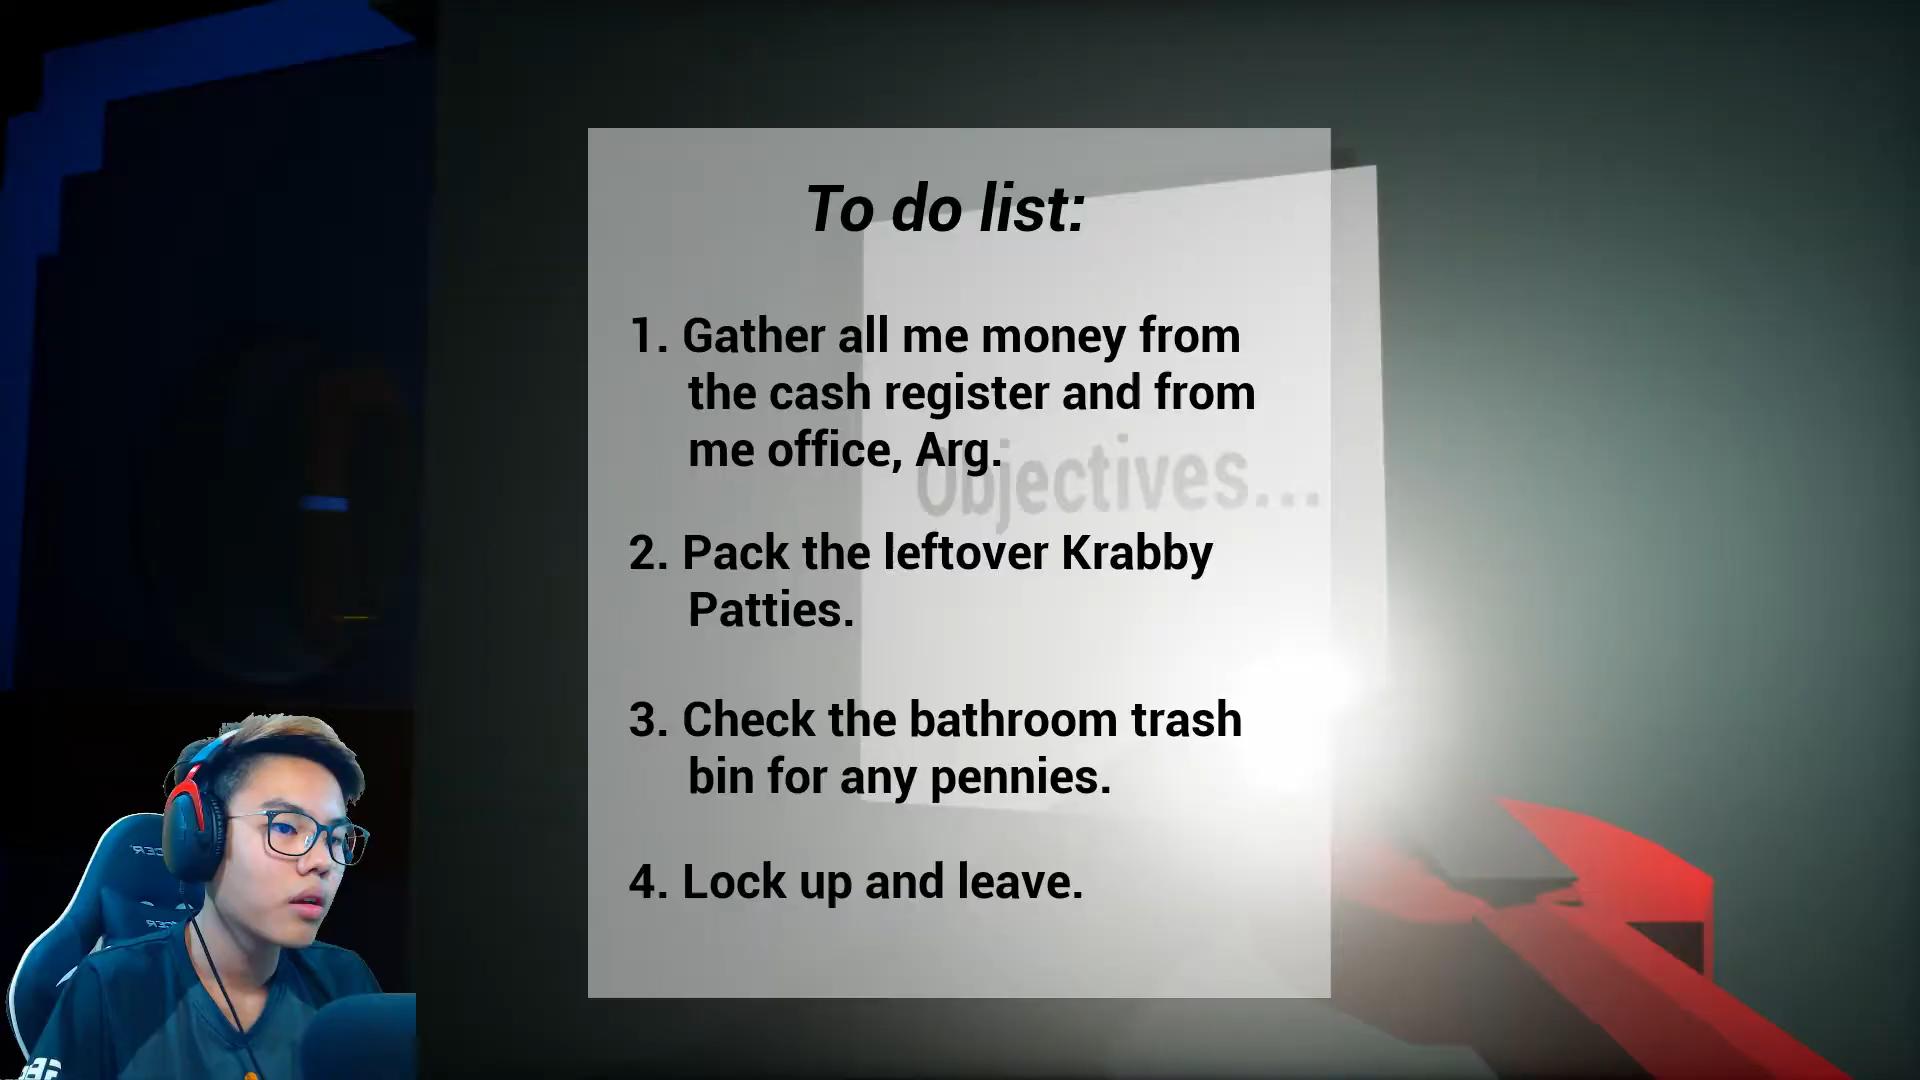 To do list:
1. Gather all me money from
the cash register and from
me office, Arg.
Objectives...
2. Pack the leftover Krabby
Patties.
3. Check the bathroom trash
bin for any pennies.
4. Lock up and leave.